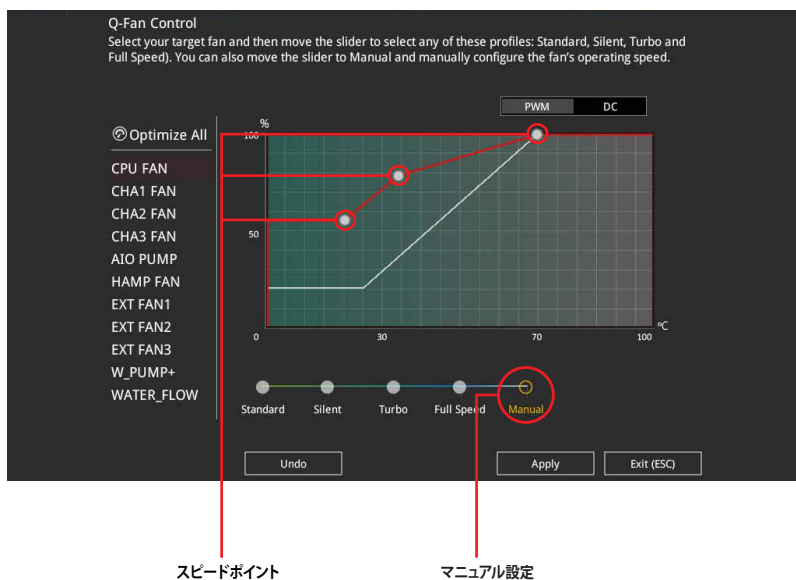 Q-Fan Control
Select your target fan and then move the slider to select any of these profiles: Standard, Silent, Turbo and
Full Speed). You can also move the slider to Manual and manually configure the fan's operating speed.
PWM DC
Optimize All
CPU FAN
CHA1 FAN
CHA2 FAN
CHA3 FAN
AIO PUMP
HAMP FAN
EXT FAN1
EXT FAN2
EXT FAN3
W_PUMP+
WATER_FLOW
%
100
50
0 30 70 100 ºC
Standard Silent Turbo Full Speed Manual
Undo Apply Exit (ESC)
スピードポイント マニュアル設定